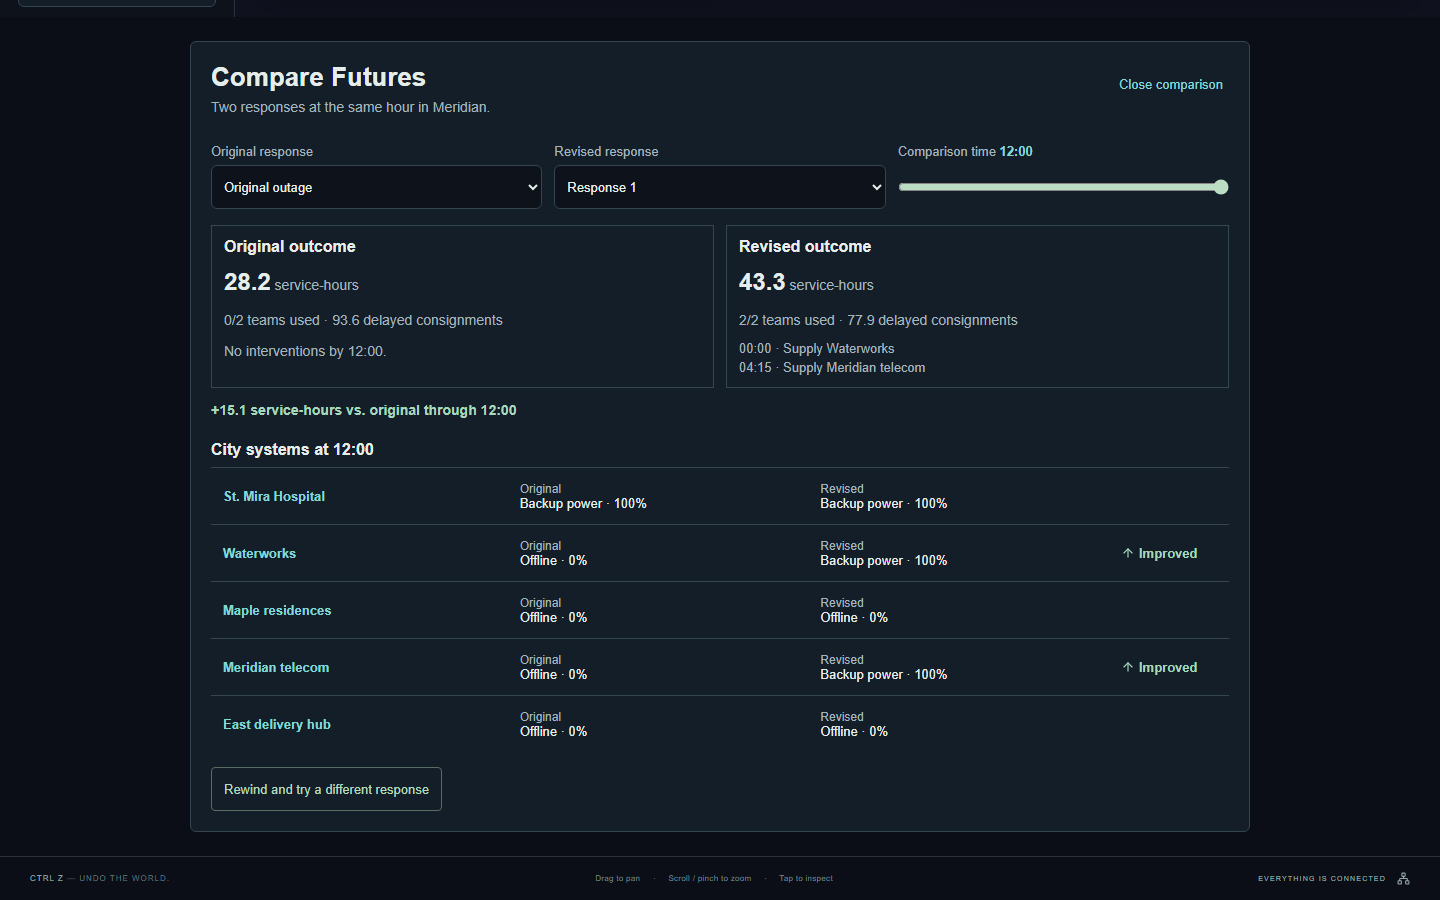 Compare Futures
Close comparison
Two responses at the same hour in Meridian.
Original response
Revised response
Comparison time 12:00
Original outage
Response 1
Original outcome
28.2 service-hours
0/2 teams used · 93.6 delayed consignments
No interventions by 12:00.
Revised outcome
43.3 service-hours
2/2 teams used · 77.9 delayed consignments
00:00 · Supply Waterworks
04:15 · Supply Meridian telecom
+15.1 service-hours vs. original through 12:00
City systems at 12:00
St. Mira Hospital
Original
Backup power · 100%
Revised
Backup power · 100%
Waterworks
Original
Offline · 0%
Revised
Backup power · 100%
↑ Improved
Maple residences
Original
Offline · 0%
Revised
Offline · 0%
Meridian telecom
Original
Offline · 0%
Revised
Backup power · 100%
↑ Improved
East delivery hub
Original
Offline · 0%
Revised
Offline · 0%
Rewind and try a different response
CTRL Z — UNDO THE WORLD.
Drag to pan · Scroll / pinch to zoom · Tap to inspect
EVERYTHING IS CONNECTED